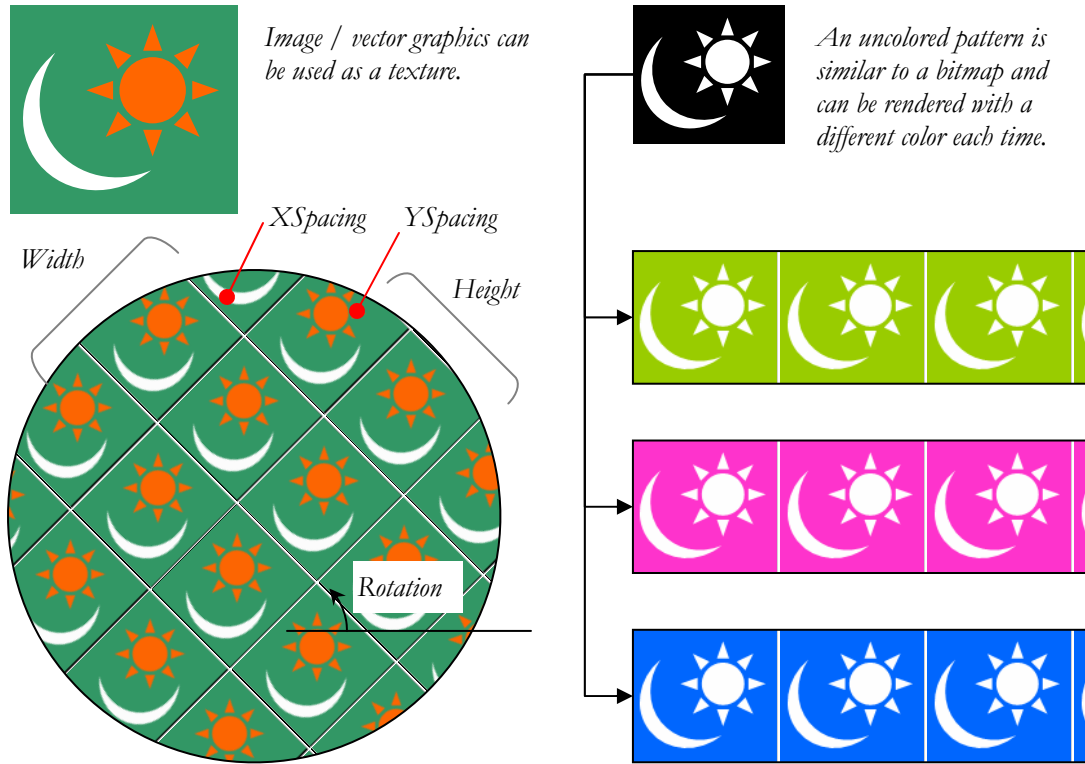 Image / vector graphics can
be used as a texture.
An uncolored pattern is
similar to a bitmap and
can be rendered with a
different color each time.
XSpacing
YSpacing
Width
Height
Rotation